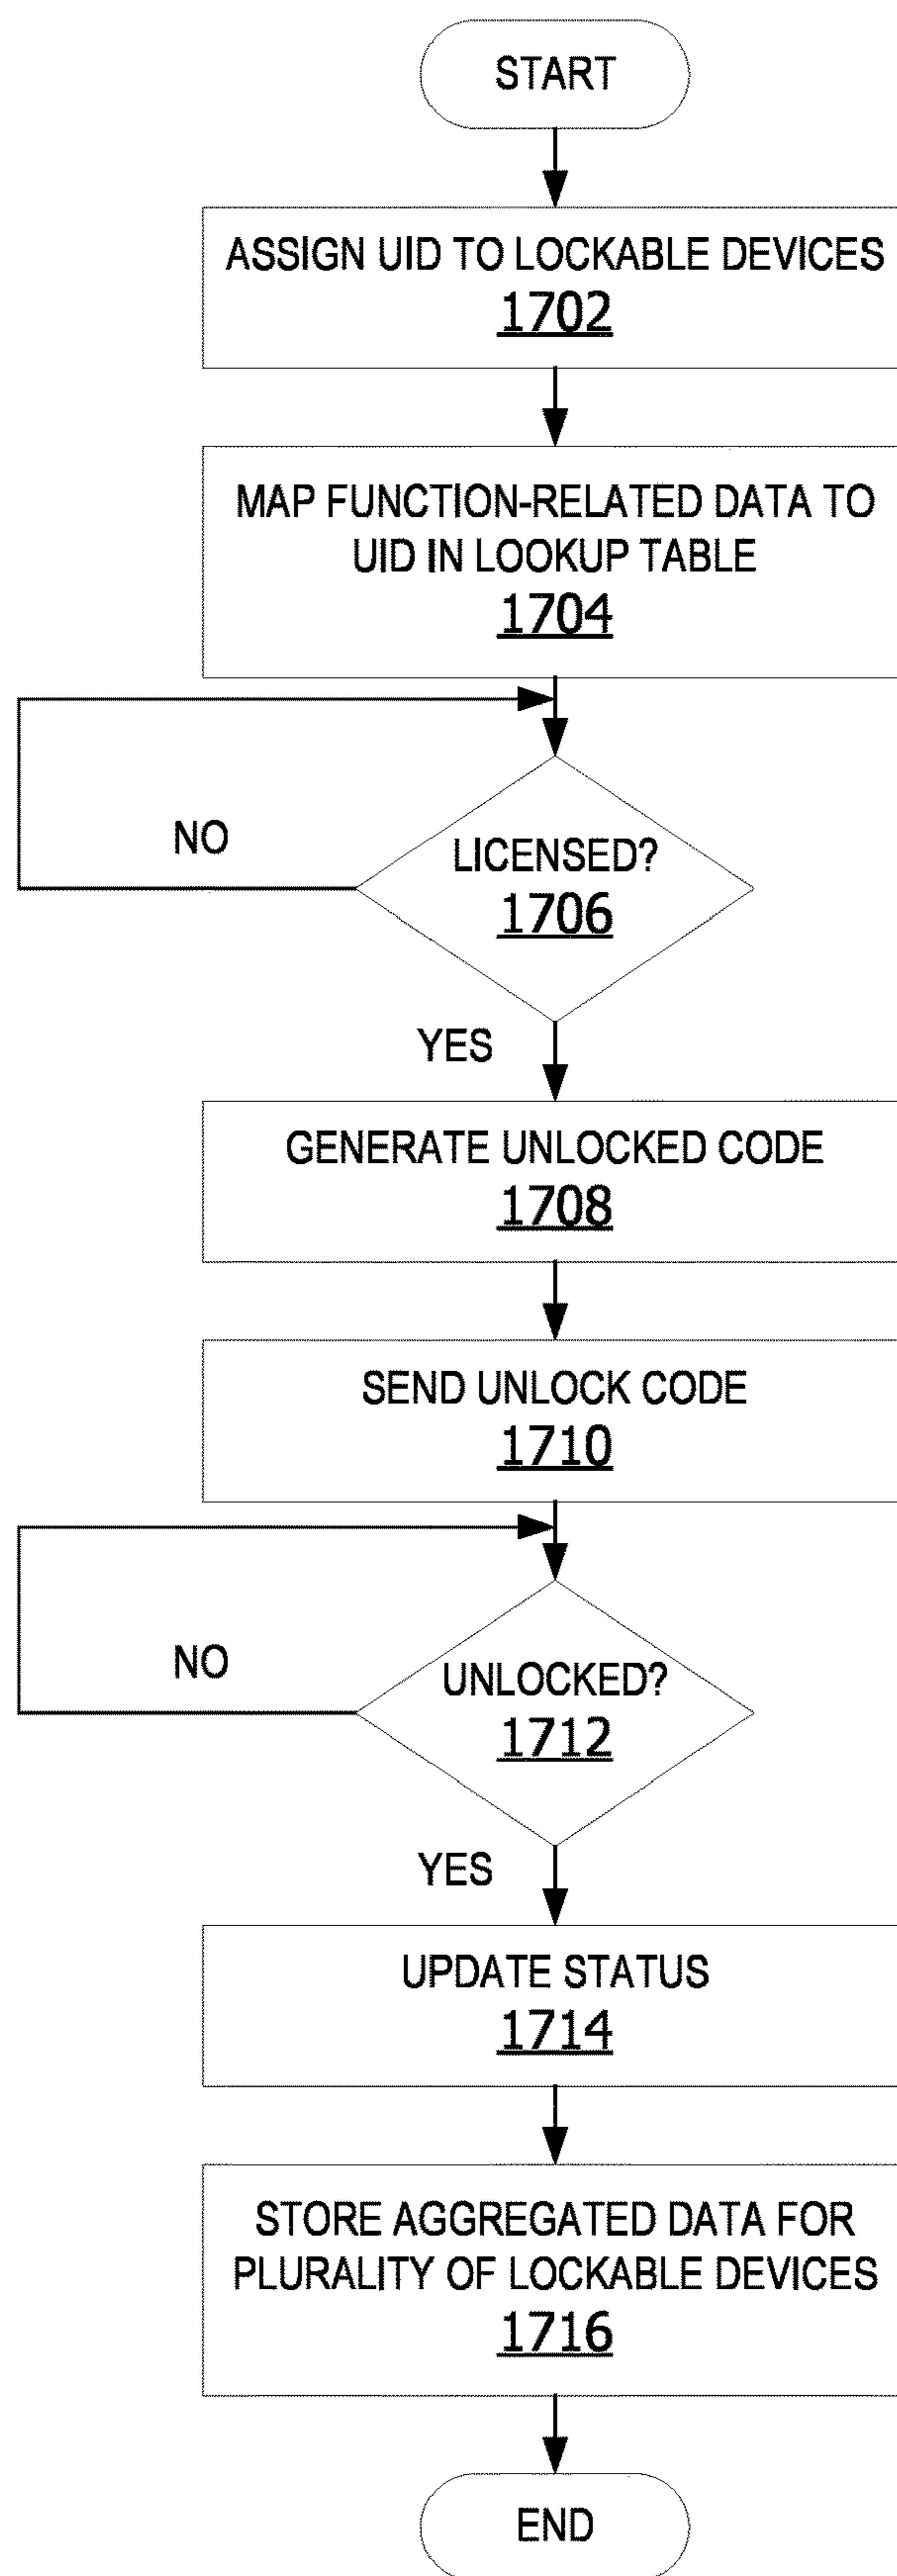 START
ASSIGN UID TO LOCKABLE DEVICES
1702
MAP FUNCTION-RELATED DATA TO
UID IN LOOKUP TABLE
1704
NO
LICENSED?
1706
YES
GENERATE UNLOCKED CODE
1708
SEND UNLOCK CODE
1710
NO
UNLOCKED?
1712
YES
UPDATE STATUS
1714
STORE AGGREGATED DATA FOR
PLURALITY OF LOCKABLE DEVICES
1716
END